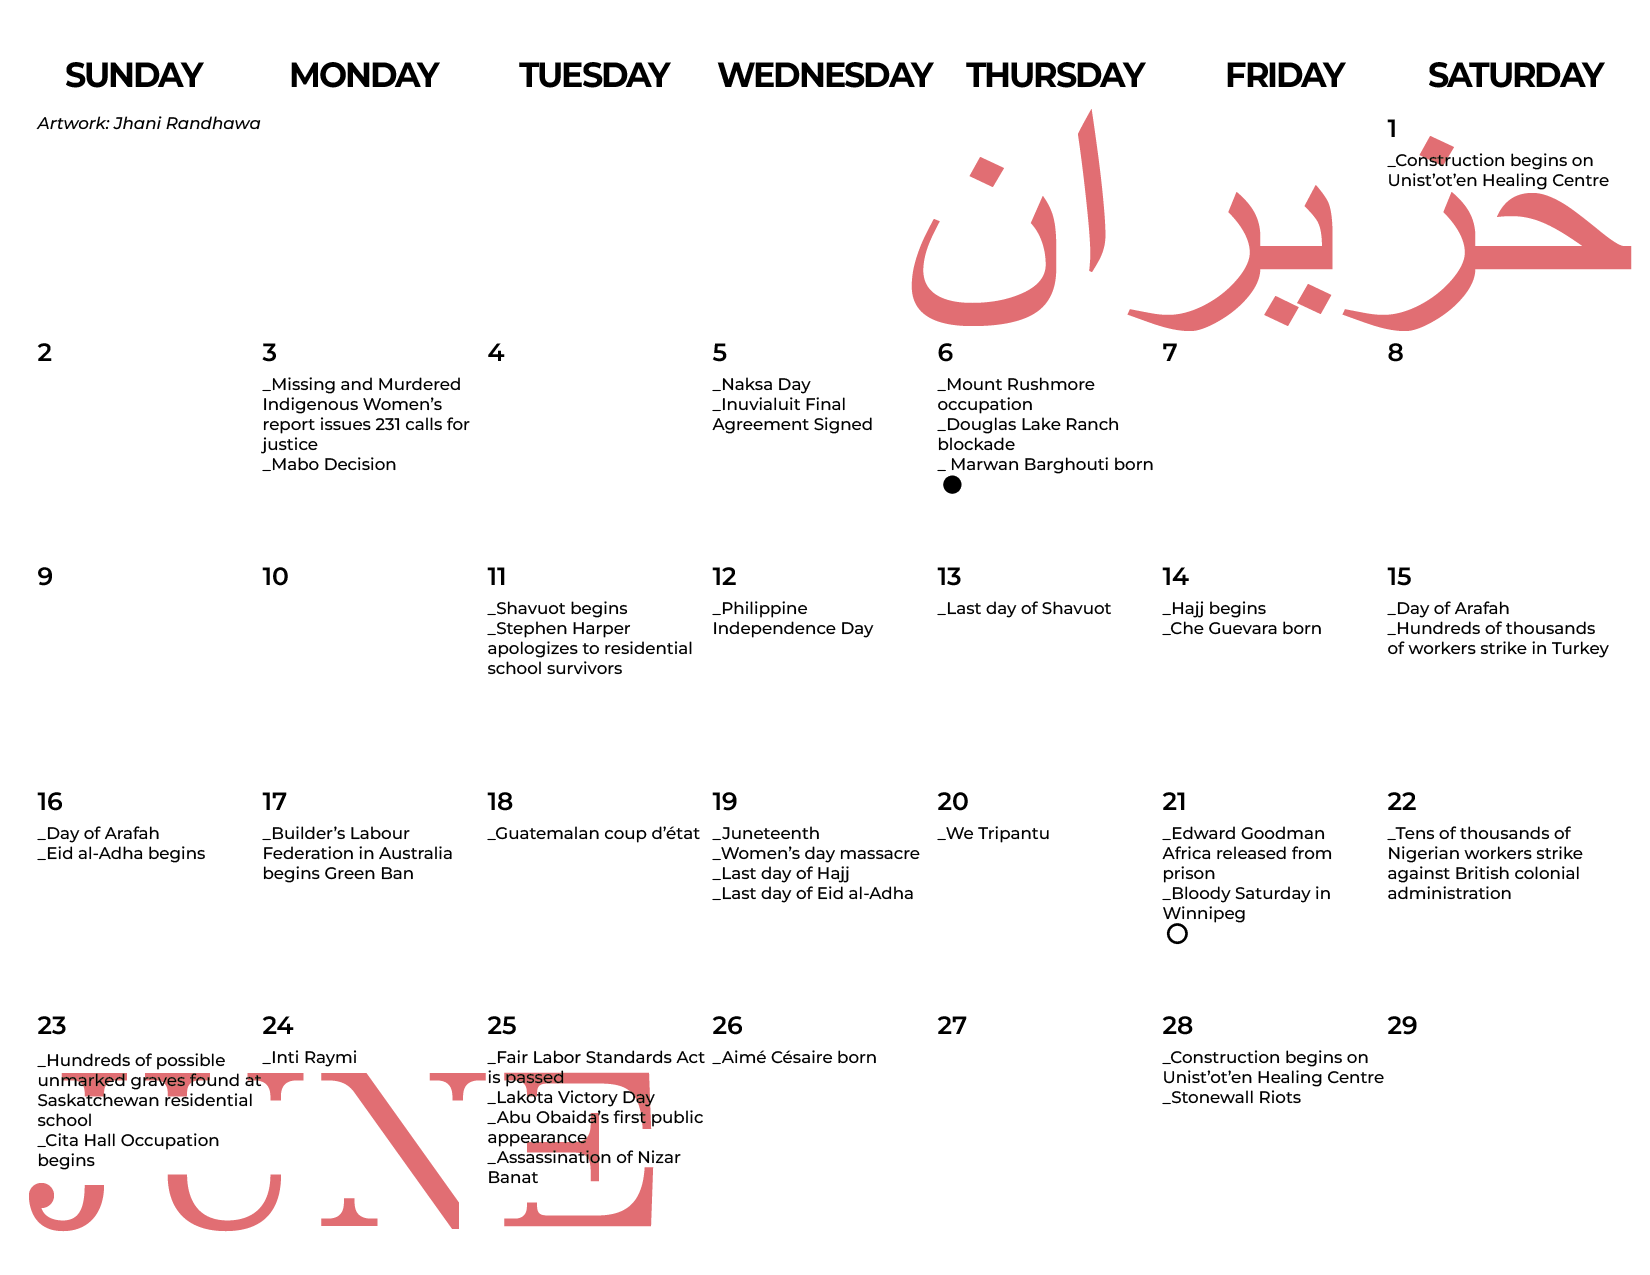 SUNDAY MONDAY TUESDAY WEDNESDAY THURSDAY FRIDAY SATURDAY
Artwork: Jhani Randhawa
حزيران
1
_Construction begins on
Unist’ot’en Healing Centre
2
3
_Missing and Murdered
Indigenous Women’s
report issues 231 calls for
justice
_Mabo Decision
4
5
_Naksa Day
_Inuvialuit Final
Agreement Signed
6
_Mount Rushmore
occupation
_Douglas Lake Ranch
blockade
_ Marwan Barghouti born
7
8
9
10
11
_Shavuot begins
_Stephen Harper
apologizes to residential
school survivors
12
_Philippine
Independence Day
13
_Last day of Shavuot
14
_Hajj begins
_Che Guevara born
15
_Day of Arafah
_Hundreds of thousands
of workers strike in Turkey
16
_Day of Arafah
_Eid al-Adha begins
17
_Builder’s Labour
Federation in Australia
begins Green Ban
18
_Guatemalan coup d’état
19
_Juneteenth
_Women’s day massacre
_Last day of Hajj
_Last day of Eid al-Adha
20
_We Tripantu
21
_Edward Goodman
Africa released from
prison
_Bloody Saturday in
Winnipeg
22
_Tens of thousands of
Nigerian workers strike
against British colonial
administration
23
_Hundreds of possible
unmarked graves found at
Saskatchewan residential
school
_Cita Hall Occupation
begins
24
_Inti Raymi
25
_Fair Labor Standards Act
is passed
_Lakota Victory Day
_Abu Obaida’s first public
appearance
_Assassination of Nizar
Banat
26
_Aimé Césaire born
27
28
_Construction begins on
Unist’ot’en Healing Centre
_Stonewall Riots
29
JUNE